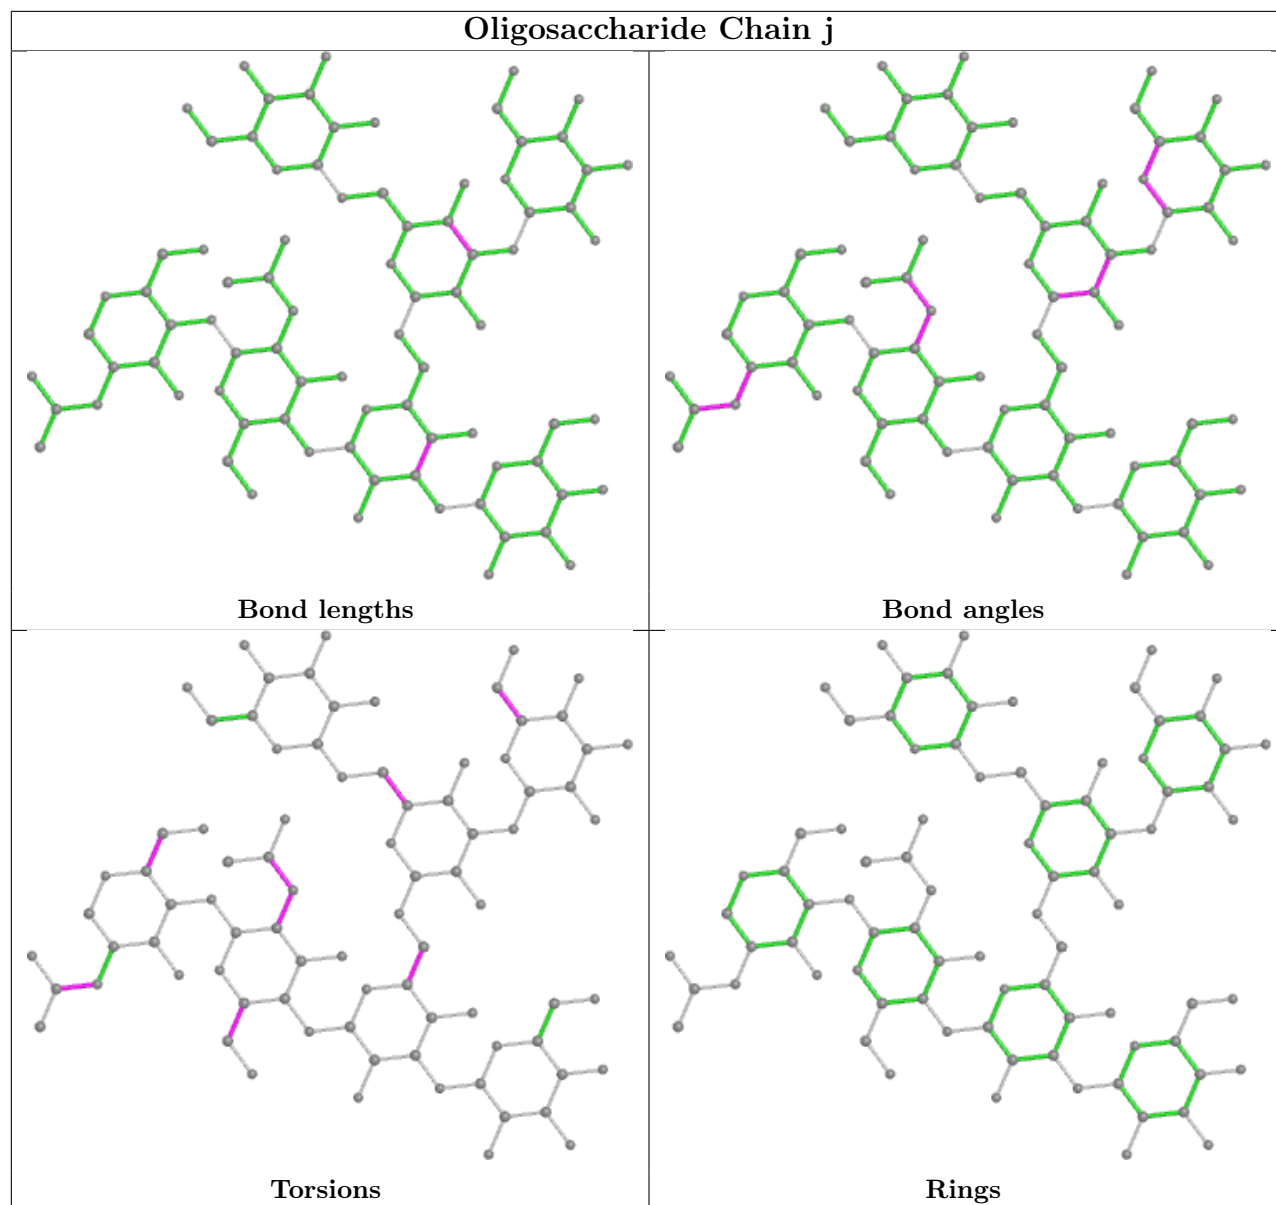 Oligosaccharide Chain j
Bond lengths
Bond angles
Torsions
Rings